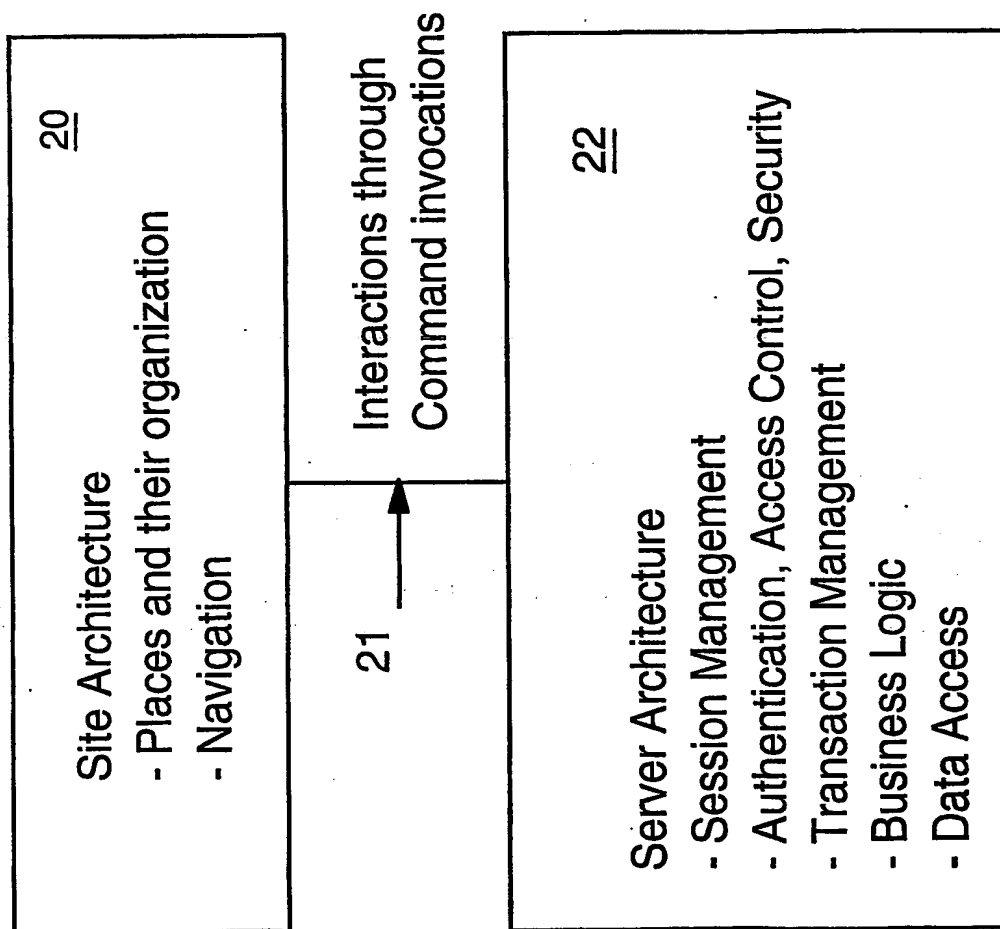 20
Site Architecture
- Places and their organization
- Navigation
21
Interactions through
Command invocations
22
Server Architecture
- Session Management
- Authentication, Access Control, Security
- Transaction Management
- Business Logic
- Data Access